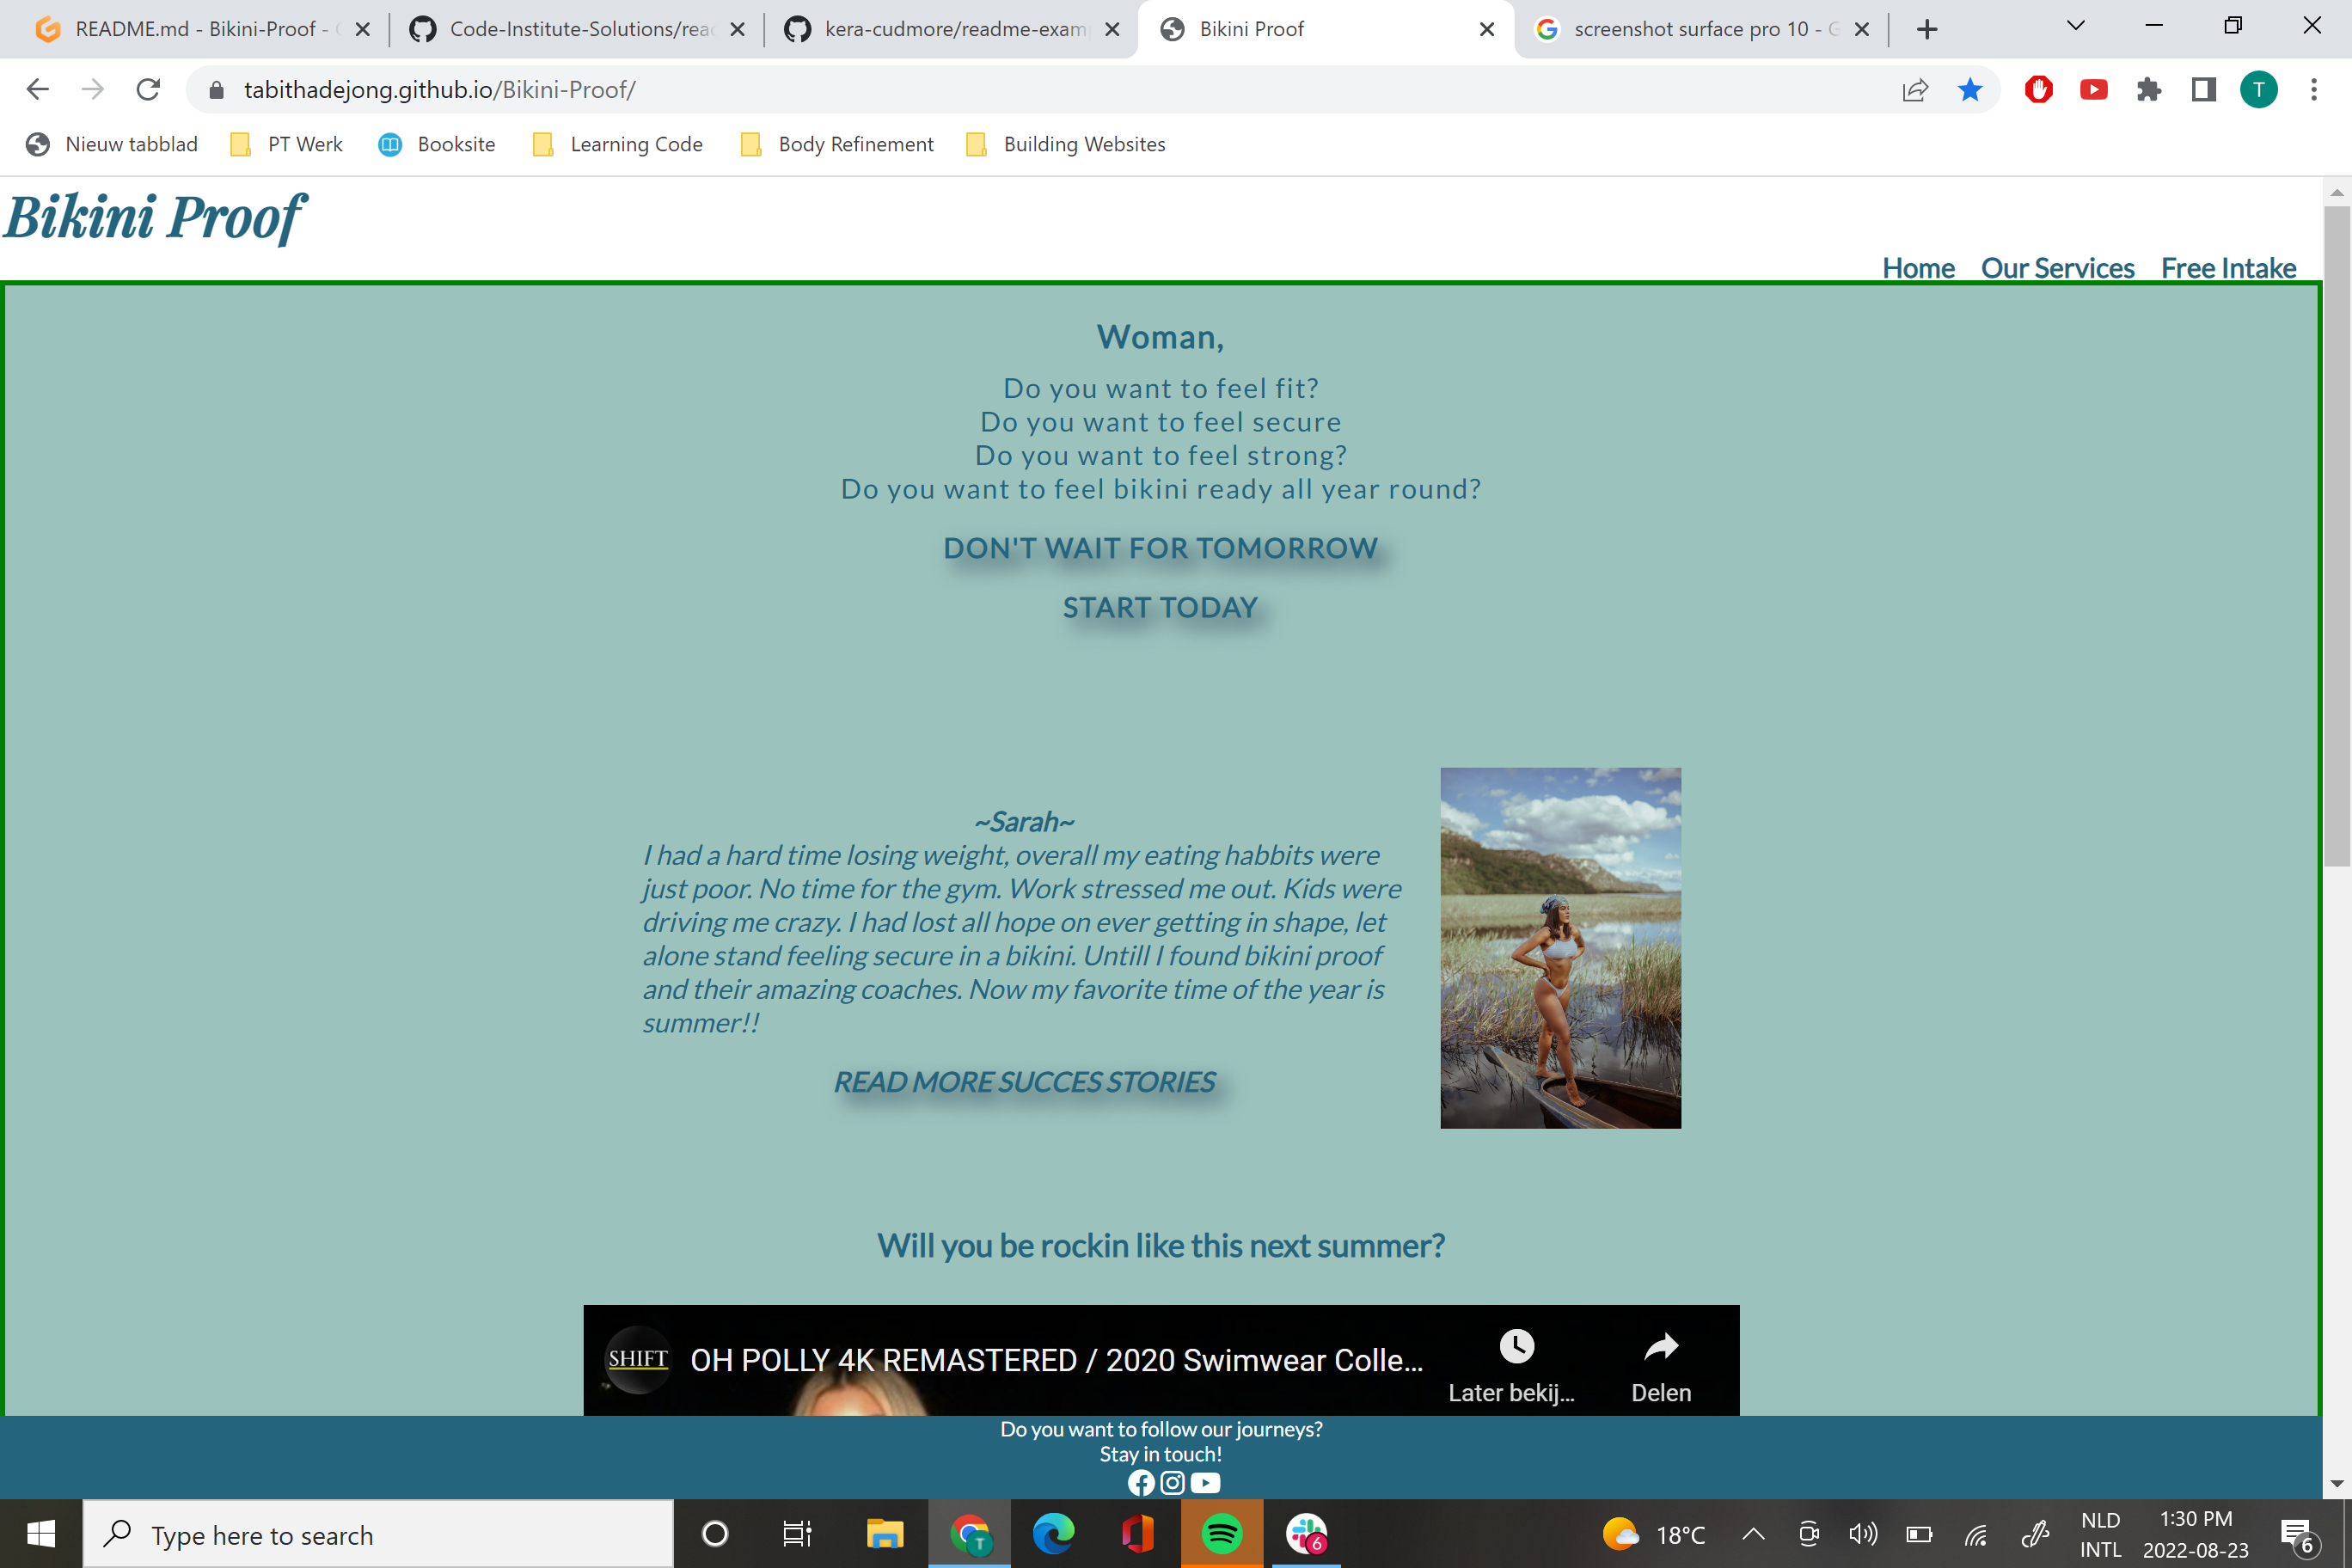 README.md - Bikini-Proof -
Code-Institute-Solutions/rea
kera-cudmore/readme-exam
Bikini Proof
screenshot surface pro 10 - G
tabithadejong.github.io/Bikini-Proof/
T
Nieuw tabblad
PT Werk
Booksite
Learning Code
Body Refinement
Building Websites
Bikini Proof
Home
Our Services
Free Intake
Woman,
Do you want to feel fit?
Do you want to feel secure
Do you want to feel strong?
Do you want to feel bikini ready all year round?
DON'T WAIT FOR TOMORROW
START TODAY
~Sarah~
I had a hard time losing weight, overall my eating habbits were
just poor. No time for the gym. Work stressed me out. Kids were
driving me crazy. I had lost all hope on ever getting in shape, let
alone stand feeling secure in a bikini. Untill I found bikini proof
and their amazing coaches. Now my favorite time of the year is
summer!!
READ MORE SUCCES STORIES
Will you be rockin like this next summer?
SHIFT
OH POLLY 4K REMASTERED / 2020 Swimwear Colle...
Later bekij...
Delen
Do you want to follow our journeys?
Stay in touch!
Type here to search
T
6
18°C
NLD
INTL
1:30 PM
2022-08-23
6